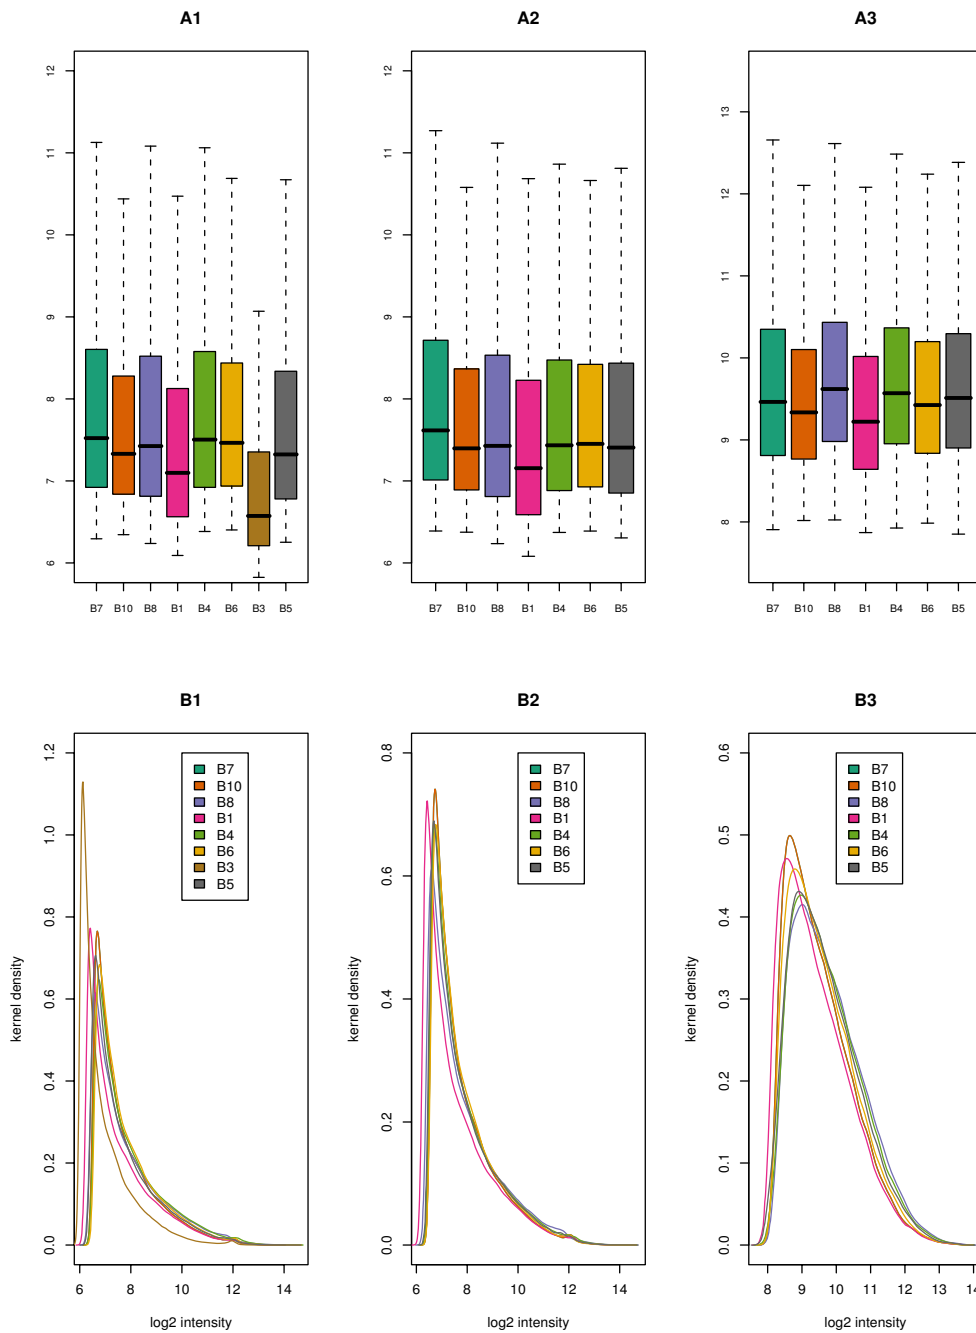 A1
A2
A3
12
11
10
9
8
7
6
B7 B10 B8 B1 B4 B6 B3 B5
12
11
10
9
8
7
6
B7 B10 B8 B1 B4 B6 B5
13
12
11
10
9
8
B7 B10 B8 B1 B4 B6 B5
B1
B2
B3
kernel density
1.2
1.0
0.8
0.6
0.4
0.2
0.0
B7
B10
B8
B1
B4
B6
B3
B5
6 8 10 12 14
log2 intensity
kernel density
0.8
0.6
0.4
0.2
0.0
B7
B10
B8
B1
B4
B6
B5
6 8 10 12 14
log2 intensity
kernel density
0.6
0.5
0.4
0.3
0.2
0.1
0.0
B7
B10
B8
B1
B4
B6
B5
8 9 10 11 12 13 14
log2 intensity